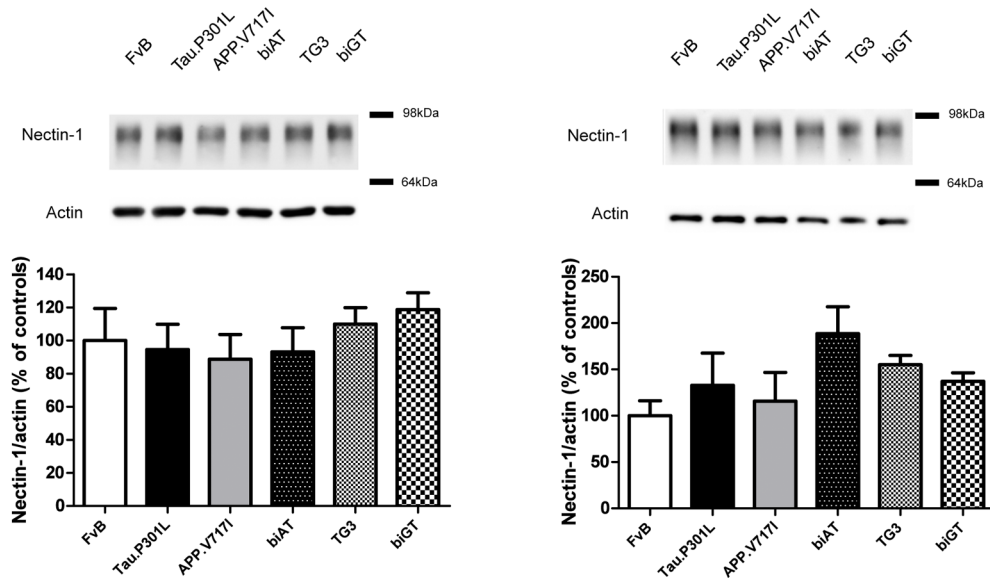 FvB Tau.P301L APP.V717I biAT TG3 biGT
Nectin-1
98kDa
64kDa
Actin
Nectin-1/actin (% of controls)
140
120
100
80
60
40
20
0
FvB Tau.P301L APP.V717I biAT TG3 biGT
FvB Tau.P301L APP.V717I biAT TG3 biGT
Nectin-1
98kDa
64kDa
Actin
Nectin-1/actin (% of controls)
250
200
150
100
50
0
FvB Tau.P301L APP.V717I biAT TG3 biGT